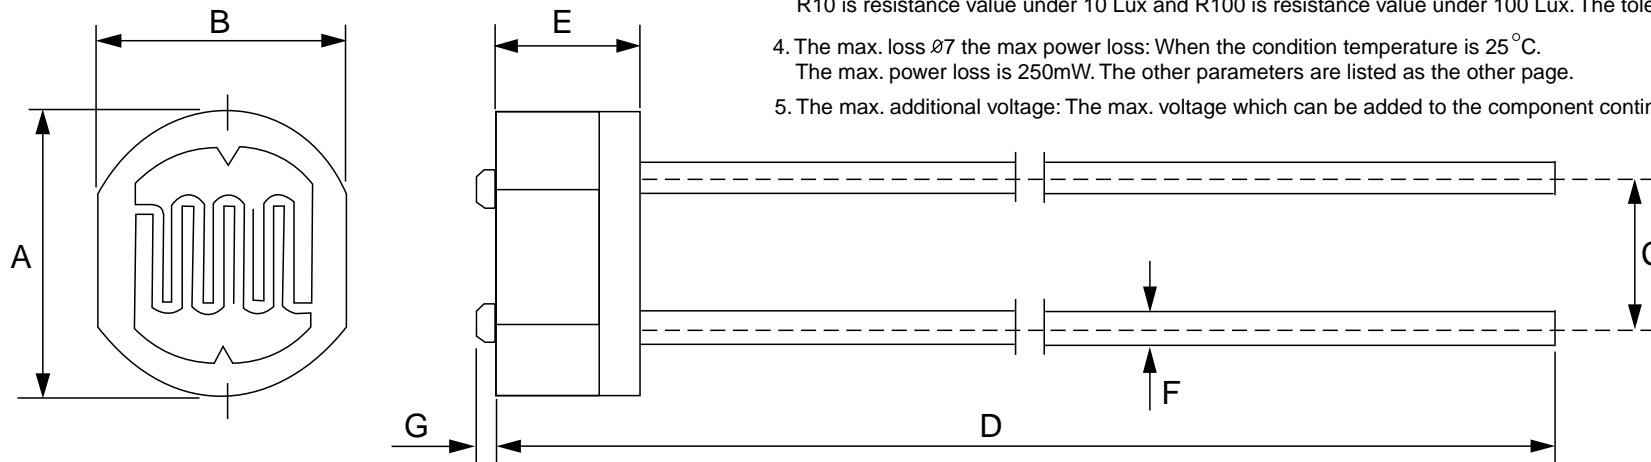 R10 is resistance value under 10 Lux and R100 is resistance value under 100 Lux. The
4. The max. loss ⌀7 the max power loss: When the condition temperature is 25°C.
The max. power loss is 250mW. The other parameters are listed as the other page.
5. The max. additional voltage: The max. voltage which can be added to the component
B
E
A
F
G
D